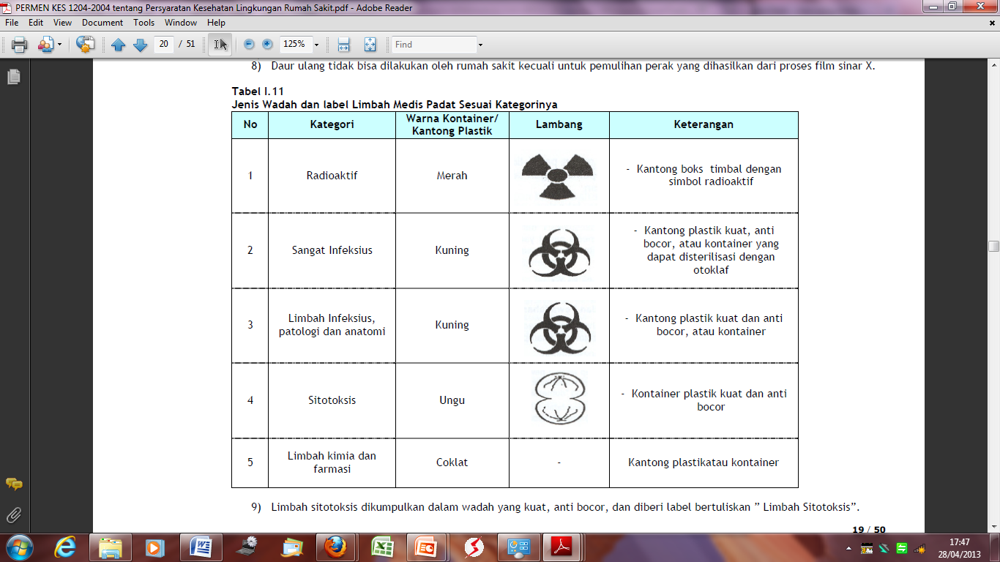 PERMEN KES 1204-2004 tentang Persyaratan Kesehatan Lingkungan Rumah Sakit.pdf - Adobe Reader
File Edit View Document Tools Window Help
20 / 51 125% Find
8) Daur ulang tidak bisa dilakukan oleh rumah sakit kecuali untuk pemulihan perak yang dihasilkan dari proses film sinar X.
Tabel I.11
Jenis Wadah dan label Limbah Medis Padat Sesuai Kategorinya
No Kategori Warna Kontainer/ Lambang Keterangan
Kantong Plastik
1 Radioaktif Merah - Kantong boks timbal dengan
simbol radioaktif
2 Sangat Infeksius Kuning - Kantong plastik kuat, anti
bocor, atau kontainer yang
dapat disterilisasi dengan
otoklaf
3 Limbah Infeksius, Kuning - Kantong plastik kuat dan anti
patologi dan anatomi bocor, atau kontainer
4 Sitotoksis Ungu - Kontainer plastik kuat dan anti
bocor
5 Limbah kimia dan Coklat - Kantong plastikatau kontainer
farmasi
9) Limbah sitotoksis dikumpulkan dalam wadah yang kuat, anti bocor, dan diberi label bertuliskan ” Limbah Sitotoksis”.
19 / 50
17:47
28/04/2013